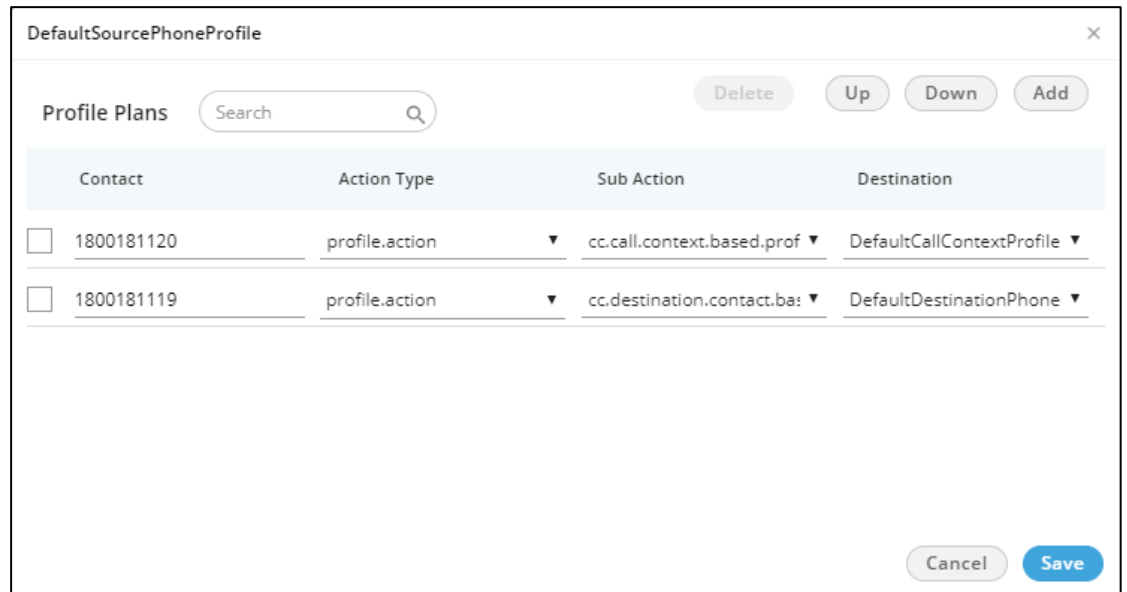 DefaultSourcePhoneProfile ×
Delete Up Down Add
Profile Plans Search
Contact Action Type Sub Action Destination
1800181120 profile.action ▼ cc.call.context.based.prof ▼ DefaultCallContextProfile ▼
1800181119 profile.action ▼ cc.destination.contact.bas ▼ DefaultDestinationPhone ▼
Cancel Save